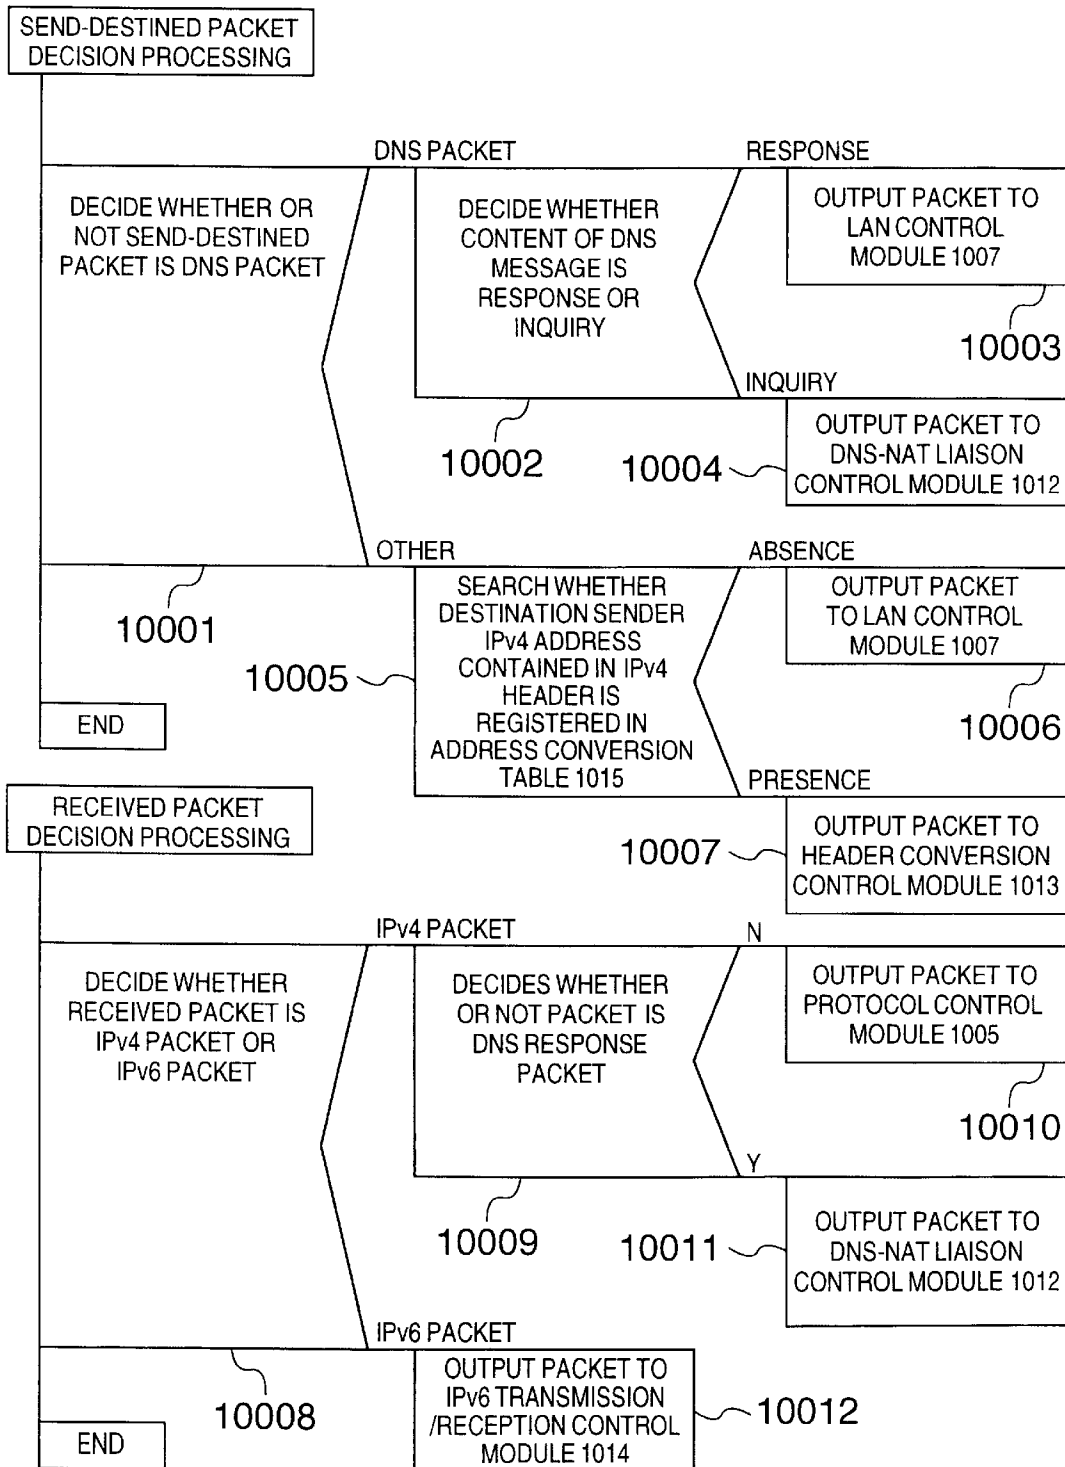 SEND-DESTINED PACKET
DECISION PROCESSING
DNS PACKET
RESPONSE
DECIDE WHETHER OR
NOT SEND-DESTINED
PACKET IS DNS PACKET
DECIDE WHETHER
CONTENT OF DNS
MESSAGE IS
RESPONSE OR
INQUIRY
OUTPUT PACKET TO
LAN CONTROL
MODULE 1007
10003
INQUIRY
10002
10004
OUTPUT PACKET TO
DNS-NAT LIAISON
CONTROL MODULE 1012
OTHER
ABSENCE
10001
10005
SEARCH WHETHER
DESTINATION SENDER
IPv4 ADDRESS
CONTAINED IN IPv4
HEADER IS
REGISTERED IN
ADDRESS CONVERSION
TABLE 1015
OUTPUT PACKET
TO LAN CONTROL
MODULE 1007
10006
END
PRESENCE
10007
OUTPUT PACKET TO
HEADER CONVERSION
CONTROL MODULE 1013
RECEIVED PACKET
DECISION PROCESSING
IPv4 PACKET
N
DECIDE WHETHER
RECEIVED PACKET IS
IPv4 PACKET OR
IPv6 PACKET
DECIDES WHETHER
OR NOT PACKET IS
DNS RESPONSE
PACKET
OUTPUT PACKET TO
PROTOCOL CONTROL
MODULE 1005
10010
Y
10009
10011
OUTPUT PACKET TO
DNS-NAT LIAISON
CONTROL MODULE 1012
IPv6 PACKET
10008
OUTPUT PACKET TO
IPv6 TRANSMISSION
/RECEPTION CONTROL
MODULE 1014
10012
END